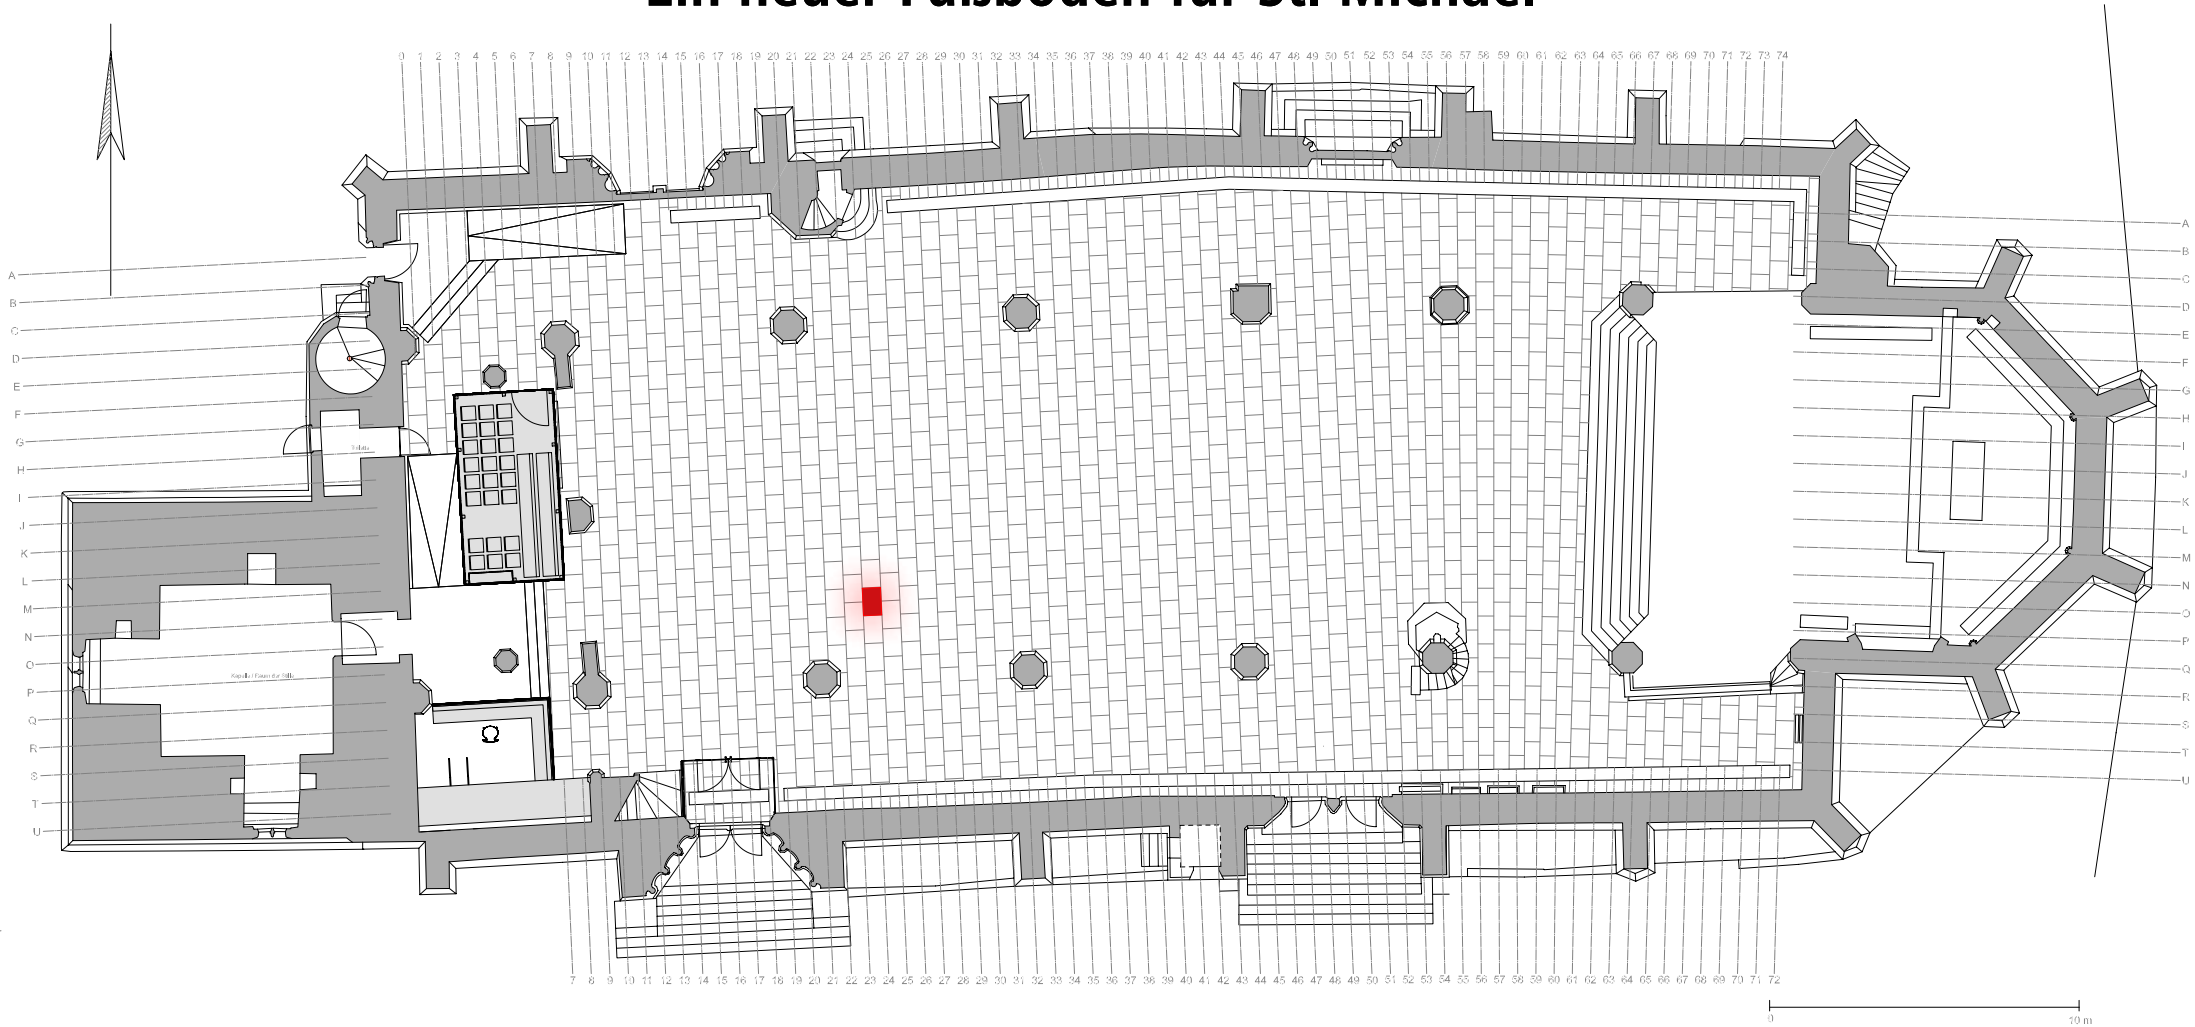 Ein neuer Fußboden für St. Michael
0 1 2 3 4 5 6 7 8 9 10 11 12 13 14 15 16 17 18 19 20 21 22 23 24 25 26 27 28 29 30 31 32 33 34 35 36 37 38 39 40 41 42 43 44 45 46 47 48 49 50 51 52 53 54 55 56 57 58 59 60 61 62 63 64 65 66 67 68 69 70 71 72 73 74
A
B
C
D
E
F
G
H
I
J
K
L
M
N
O
P
Q
R
S
T
U
Kapelle / Raum der Stille
A
B
C
D
E
F
G
H
I
J
K
L
M
N
O
P
Q
R
S
T
U
7 8 9 10 11 12 13 14 15 16 17 18 19 20 21 22 23 24 25 26 27 28 29 30 31 32 33 34 35 36 37 38 39 40 41 42 43 44 45 46 47 48 49 50 51 52 53 54 55 56 57 58 59 60 61 62 63 64 65 66 67 68 69 70 71 72
0 10 m